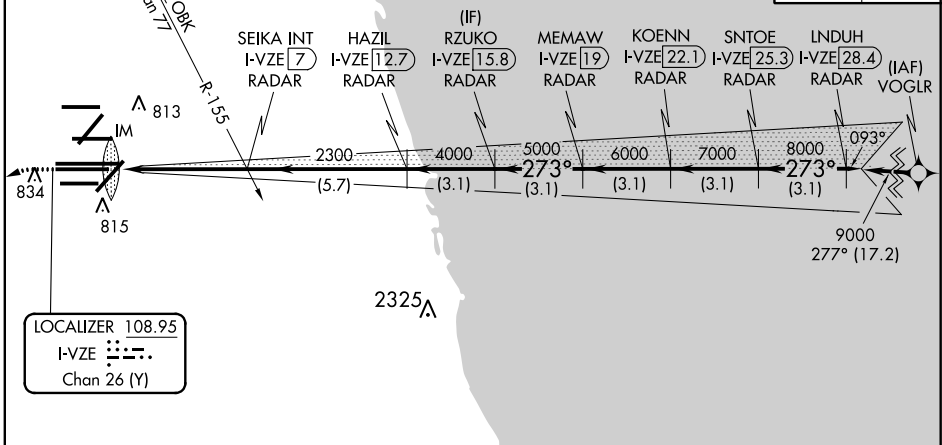 OBK
an 77
R-155
SEIKA INT
I-VZE 7
RADAR
HAZIL
I-VZE 12.7
RADAR
(IF)
RZUKO
I-VZE 15.8
RADAR
MEMAW
I-VZE 19
RADAR
KOENN
I-VZE 22.1
RADAR
SNTOE
I-VZE 25.3
RADAR
LNDUH
I-VZE 28.4
RADAR
(IAF)
VOGLR
813
IM
834
815
2300
4000
5000
6000
7000
8000
093°
273°
273°
(5.7)
(3.1)
(3.1)
(3.1)
(3.1)
(3.1)
9000
277° (17.2)
2325
LOCALIZER 108.95
I-VZE
Chan 26 (Y)